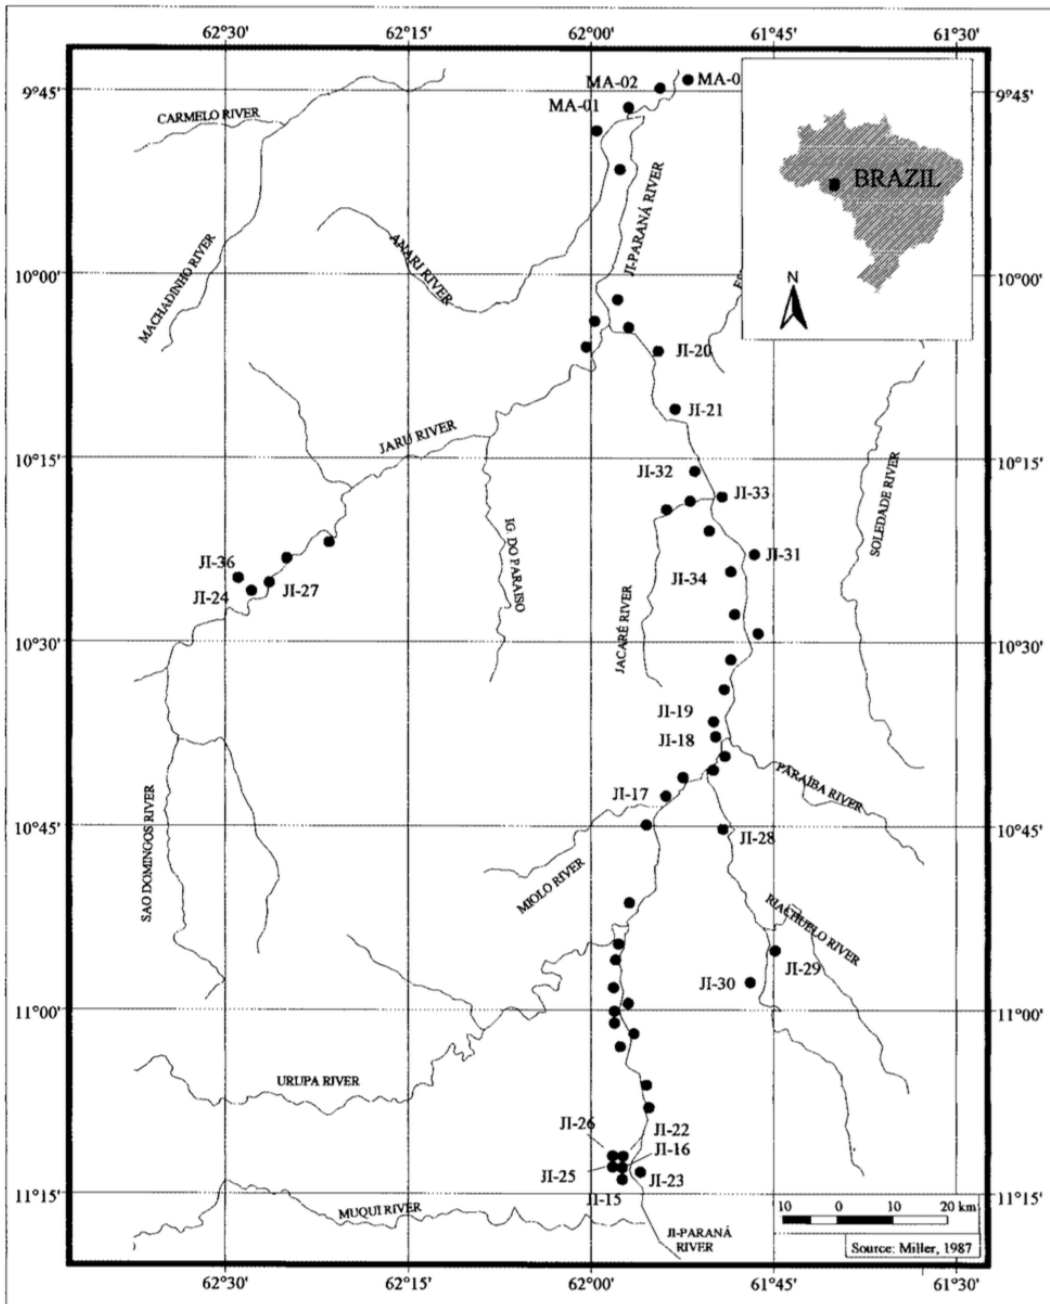 62°30'
62°15'
62°00'
61°45'
61°30'
9°45'
MA-02
MA-0
9°45'
MA-01
CARMELO RIVER
BRAZIL
N
JI-PARANÁ RIVER
ANARI RIVER
MACHADINHO RIVER
10°00'
10°00'
JI-20
JI-21
JARU RIVER
10°15'
10°15'
JI-32
JI-33
SOLEDADE RIVER
IG. DO PARAISO
JI-31
JI-36
JI-34
JI-24
JI-27
JACARÉ RIVER
10°30'
10°30'
JI-19
JI-18
JI-17
PARAÍBA RIVER
10°45'
10°45'
JI-28
SAO DOMINGOS RIVER
MIOLO RIVER
RIACHUELO RIVER
JI-29
JI-30
11°00'
11°00'
URUPA RIVER
JI-26
JI-22
JI-16
JI-25
JI-23
JI-15
11°15'
11°15'
MUQUI RIVER
JI-PARANÁ
RIVER
10 0 10 20 km
Source: Miller, 1987
62°30'
62°15'
62°00'
61°45'
61°30'